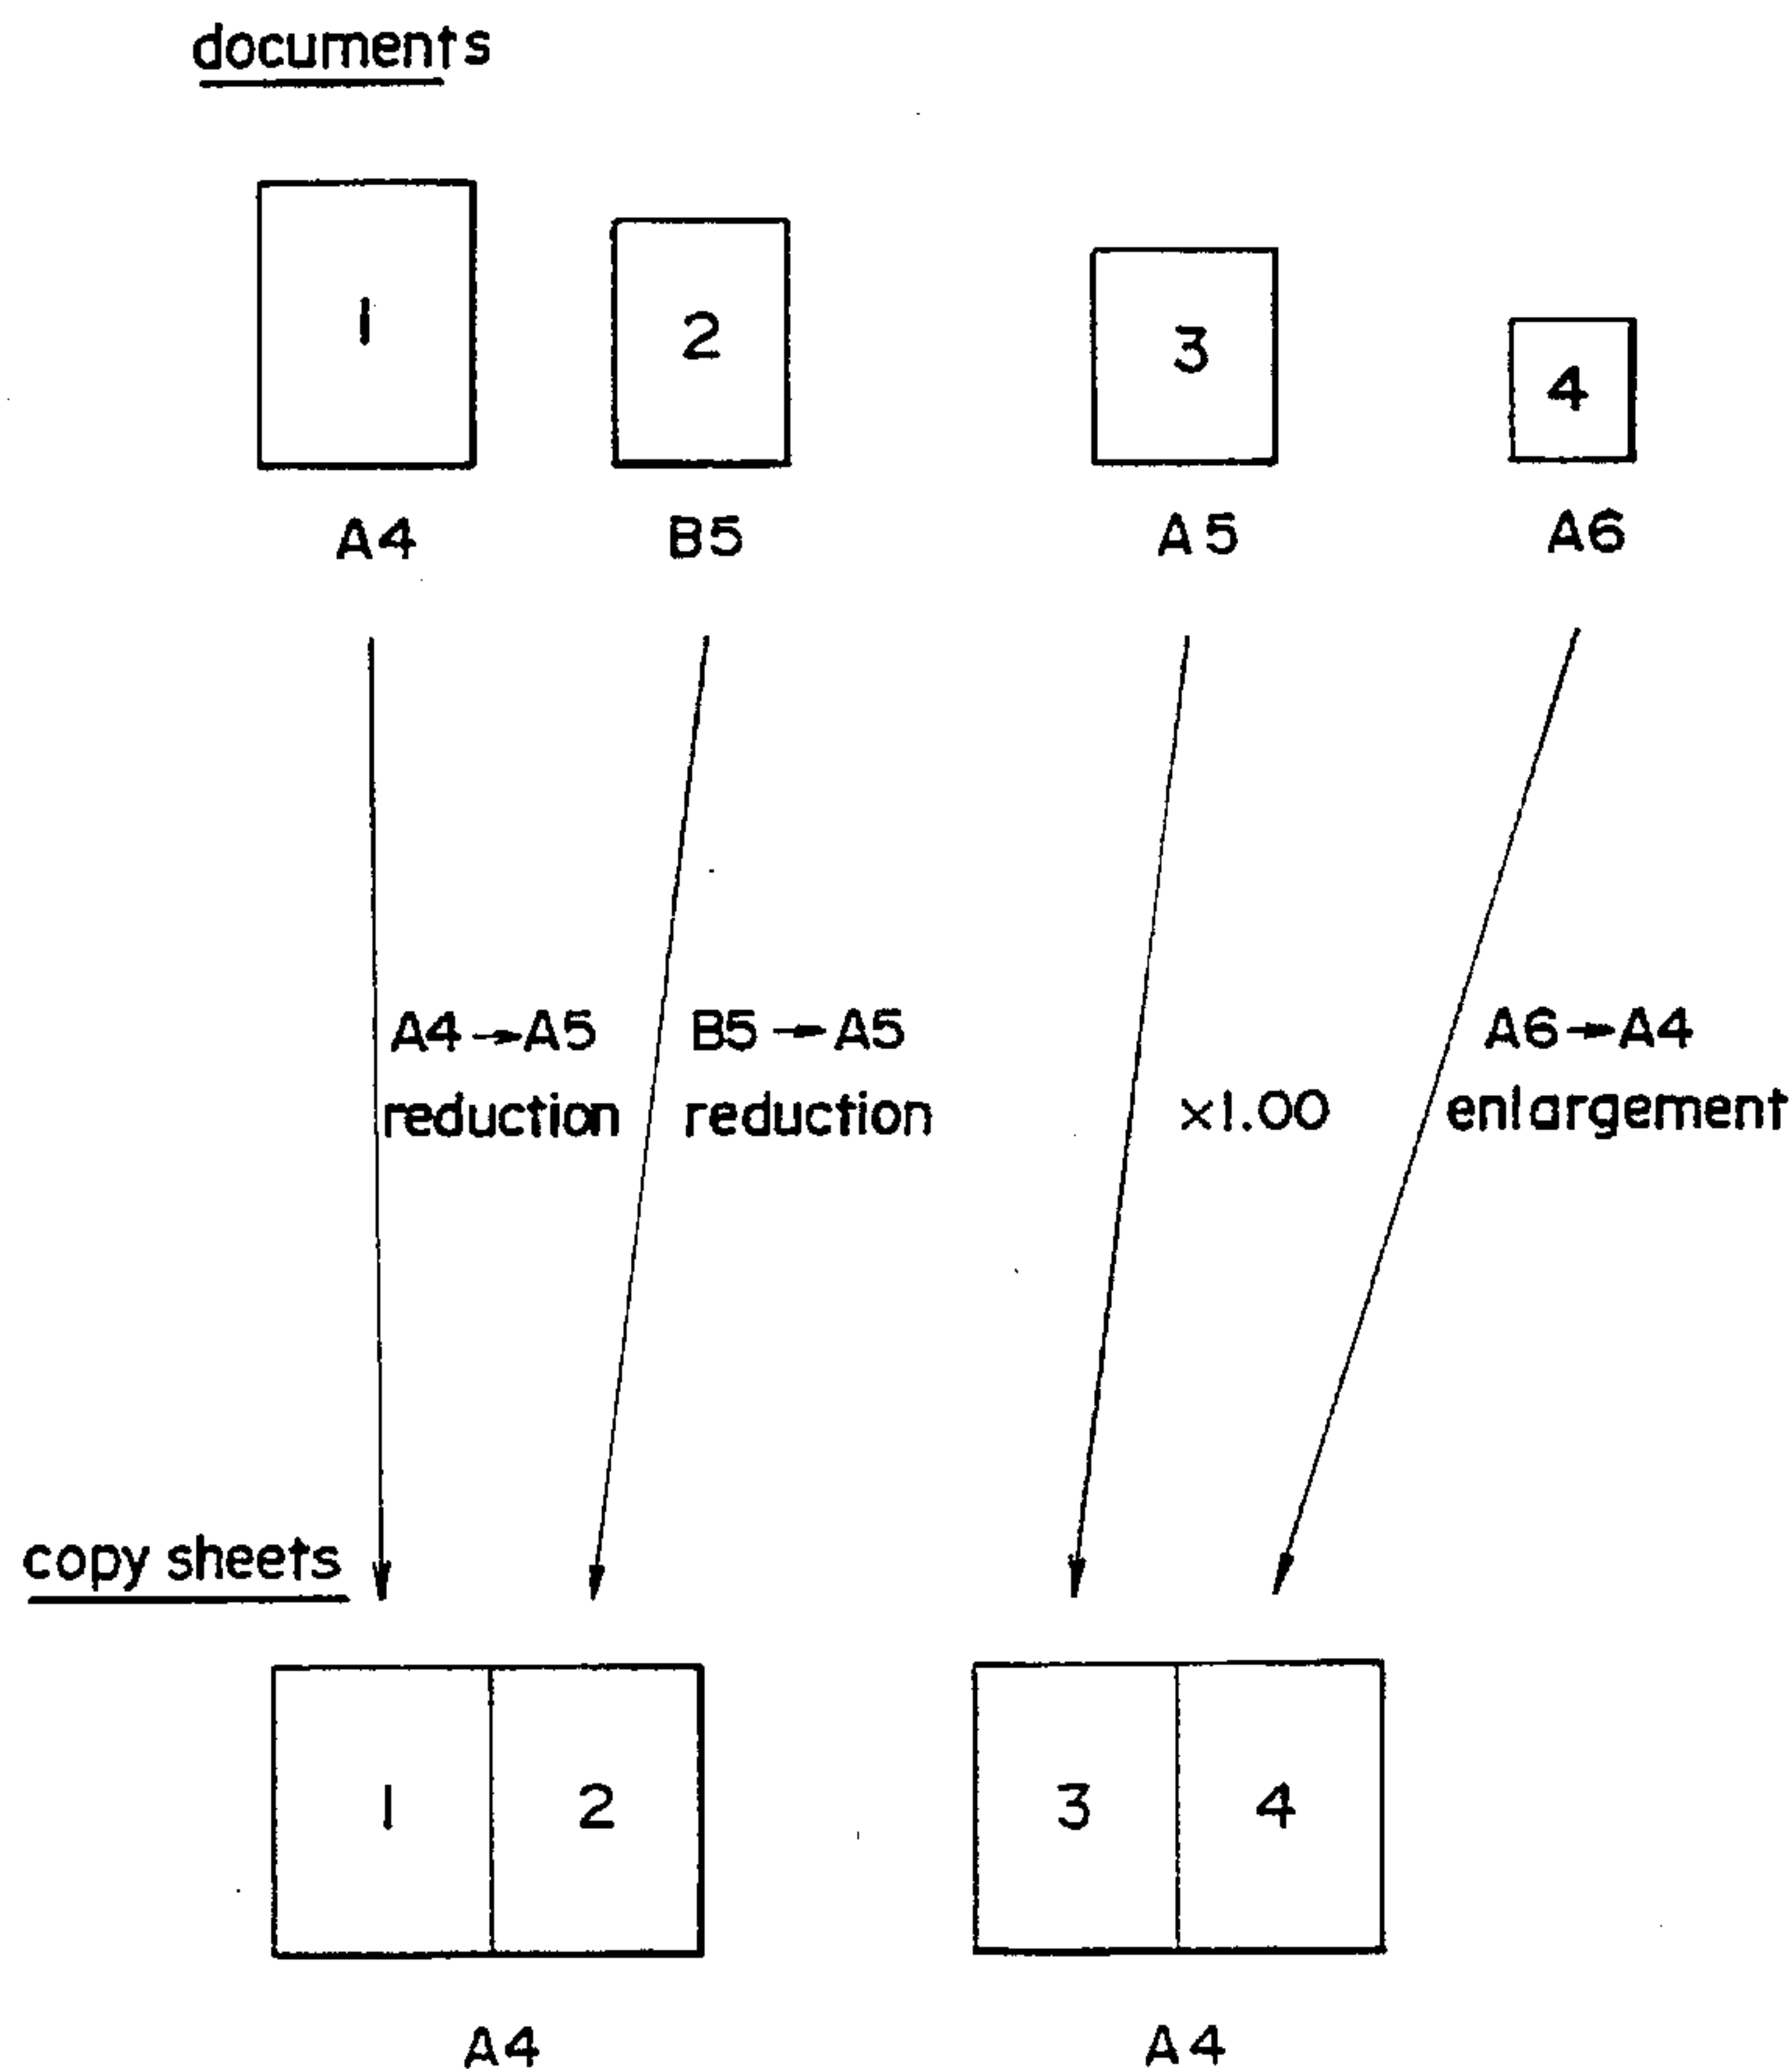 documents
1
2
3
4
A4
B5
A5
A6
A4→A5
reduction
B5→A5
reduction
×1.00
A6→A4
enlargement
copy sheets
1
2
3
4
A4
A4